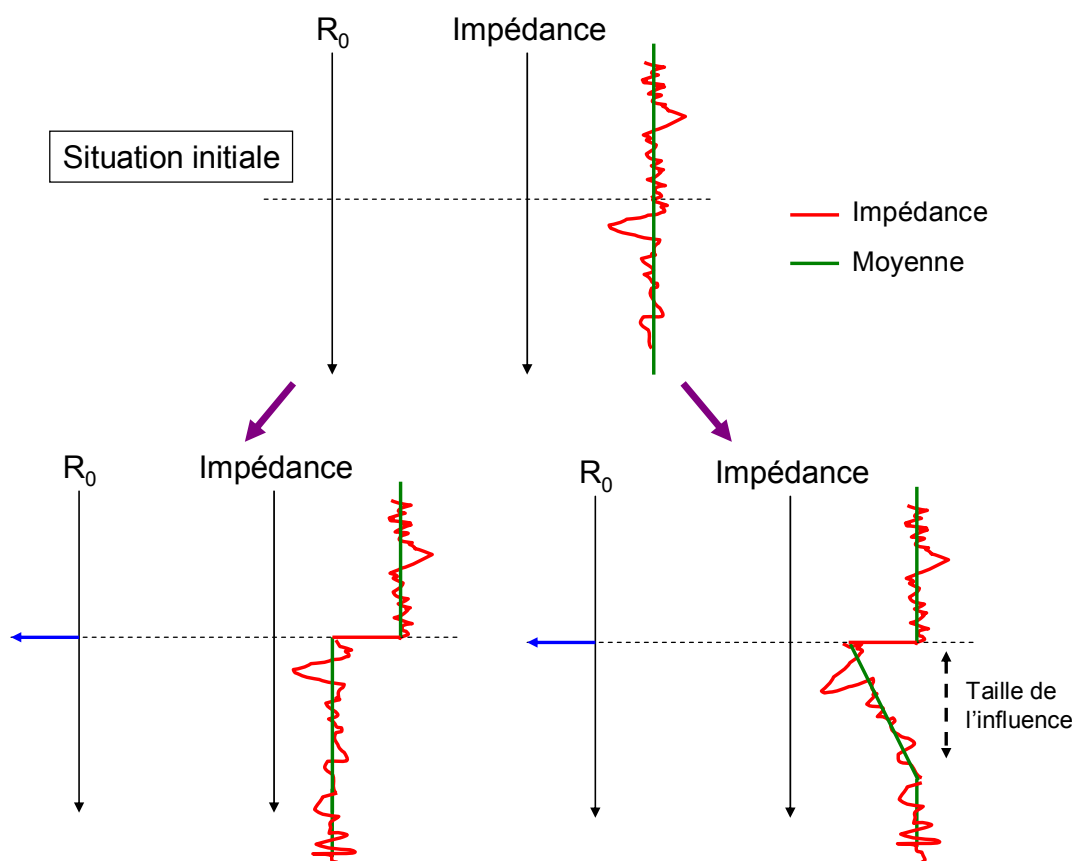 R₀
Impédance
Situation initiale
Impédance
Moyenne
R₀
Impédance
R₀
Impédance
Taille de
l’influence